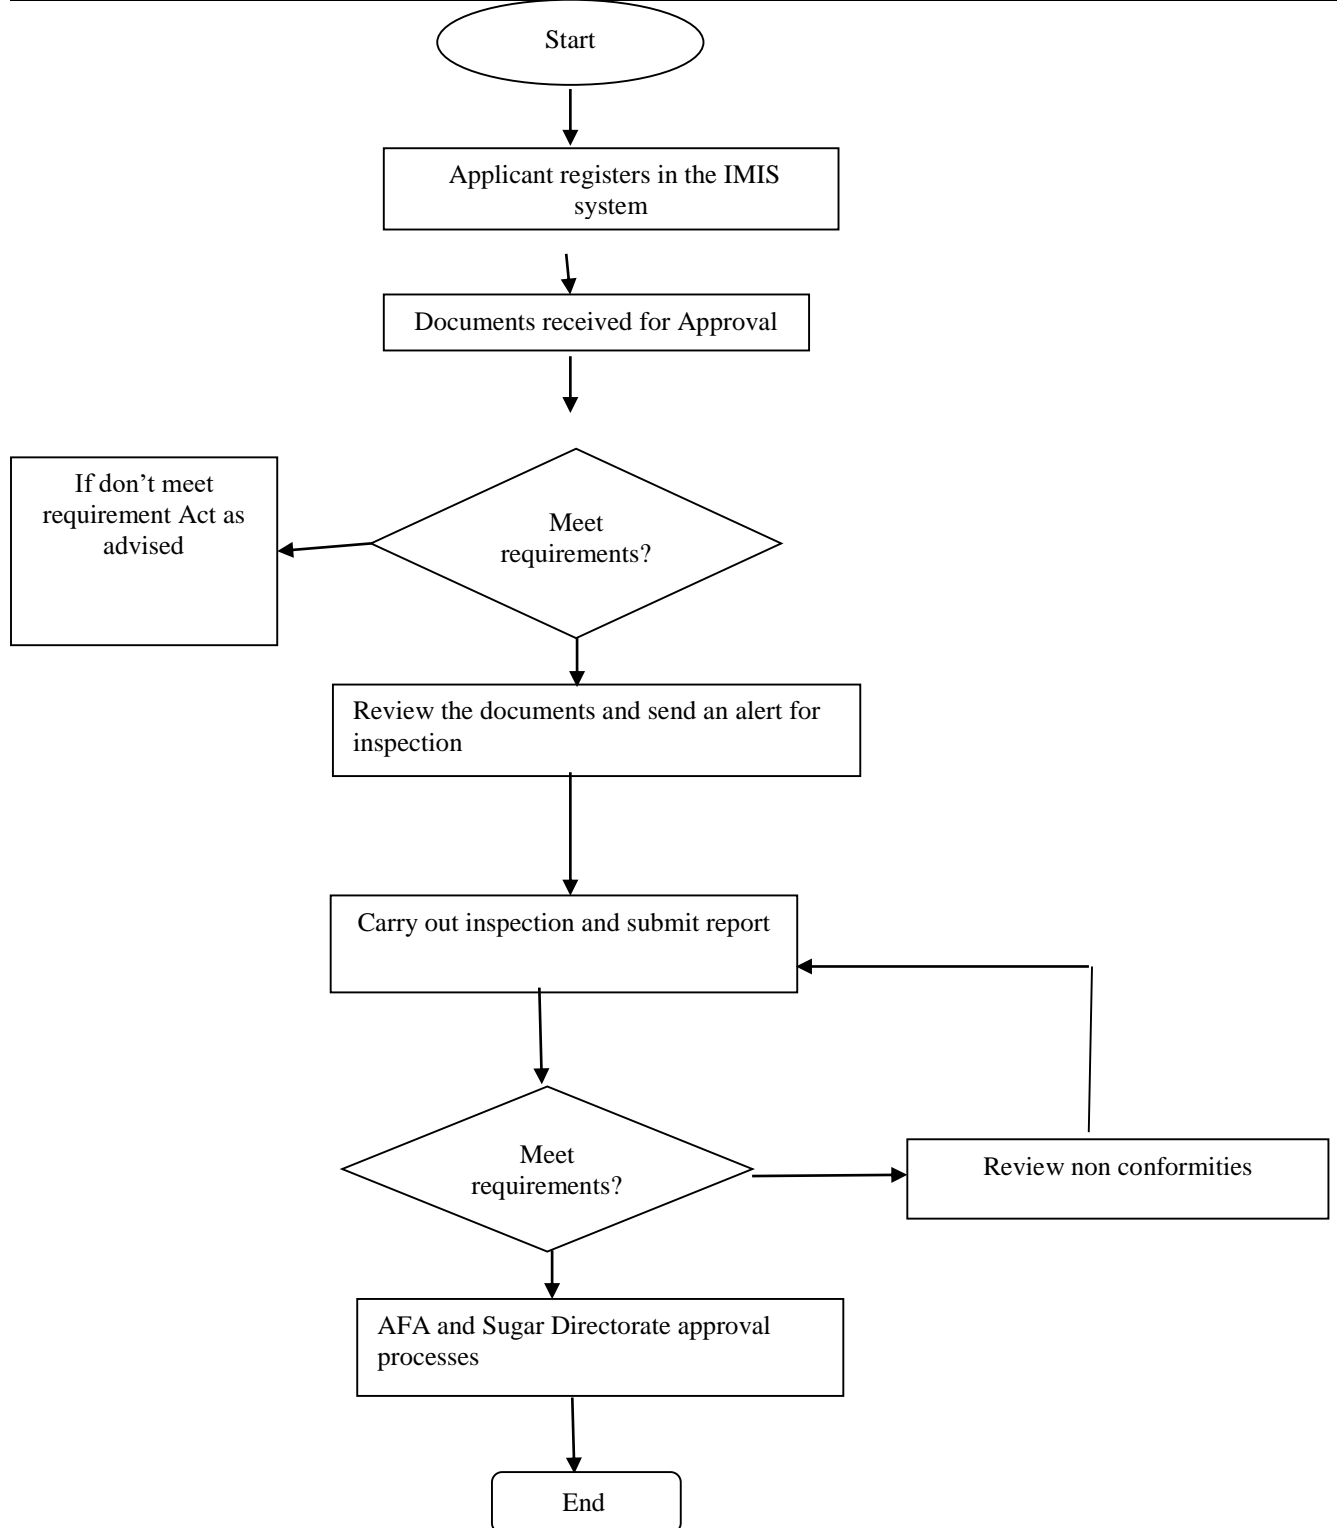 Start
Applicant registers in the IMIS
system
Documents received for Approval
If don’t meet
requirement Act as
advised
Meet
requirements?
Review the documents and send an alert for
inspection
Carry out inspection and submit report
Meet
requirements?
Review non conformities
AFA and Sugar Directorate approval
processes
End